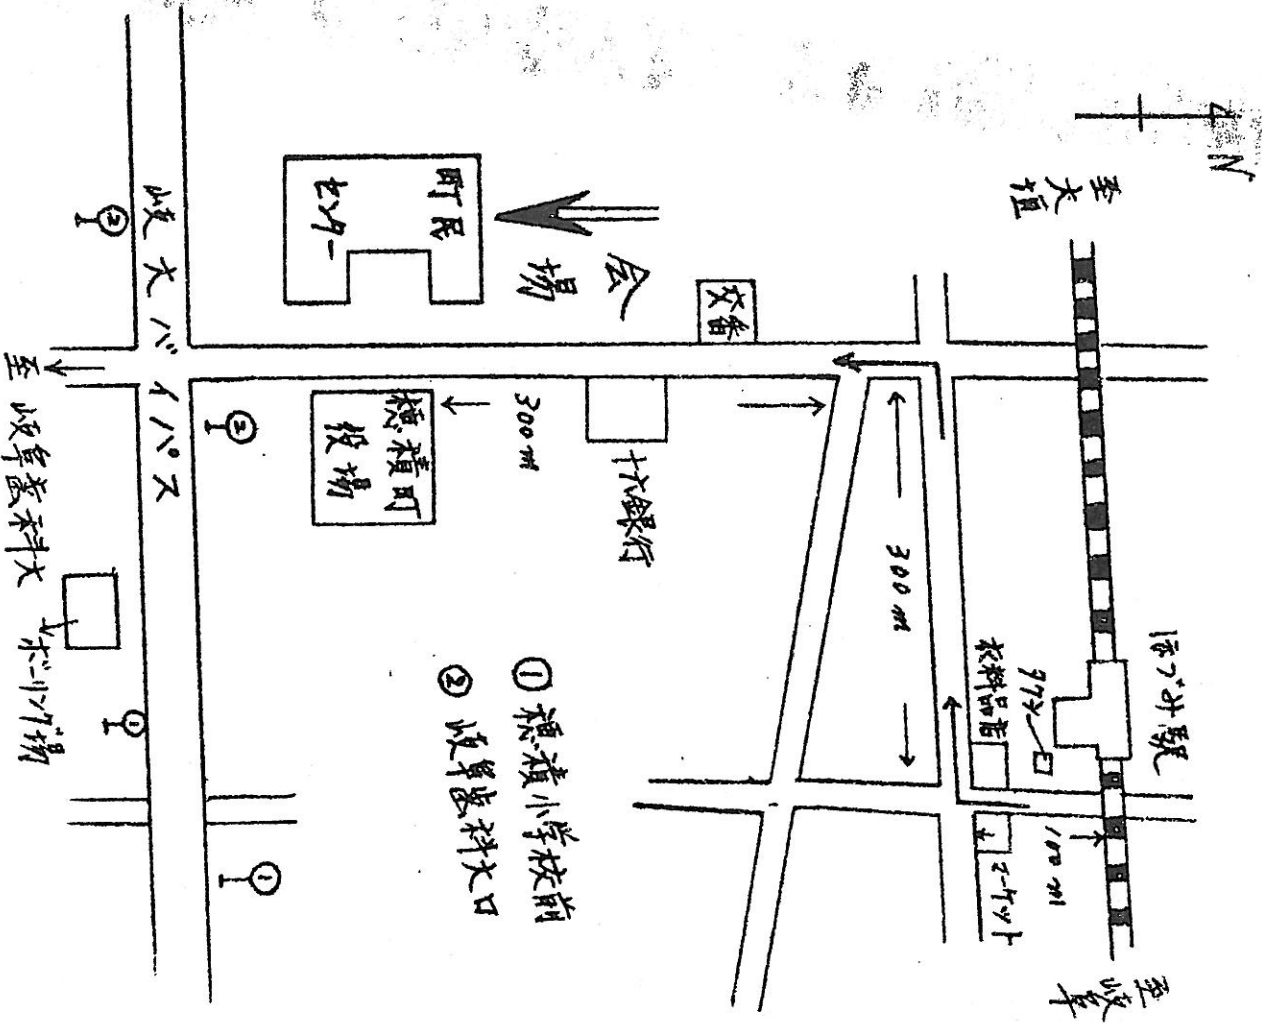 N
至大垣
ほづみ駅
至岐阜
タクシー
衣料品店
マーケット
100m
300m
交番
十六銀行
300m
会場
町民
センター
穂積町
役場
① 穂積小学校前
② 岐阜歯科大口
岐大バイパス
②
②
①
①
ボーリング場
至 岐阜歯科大